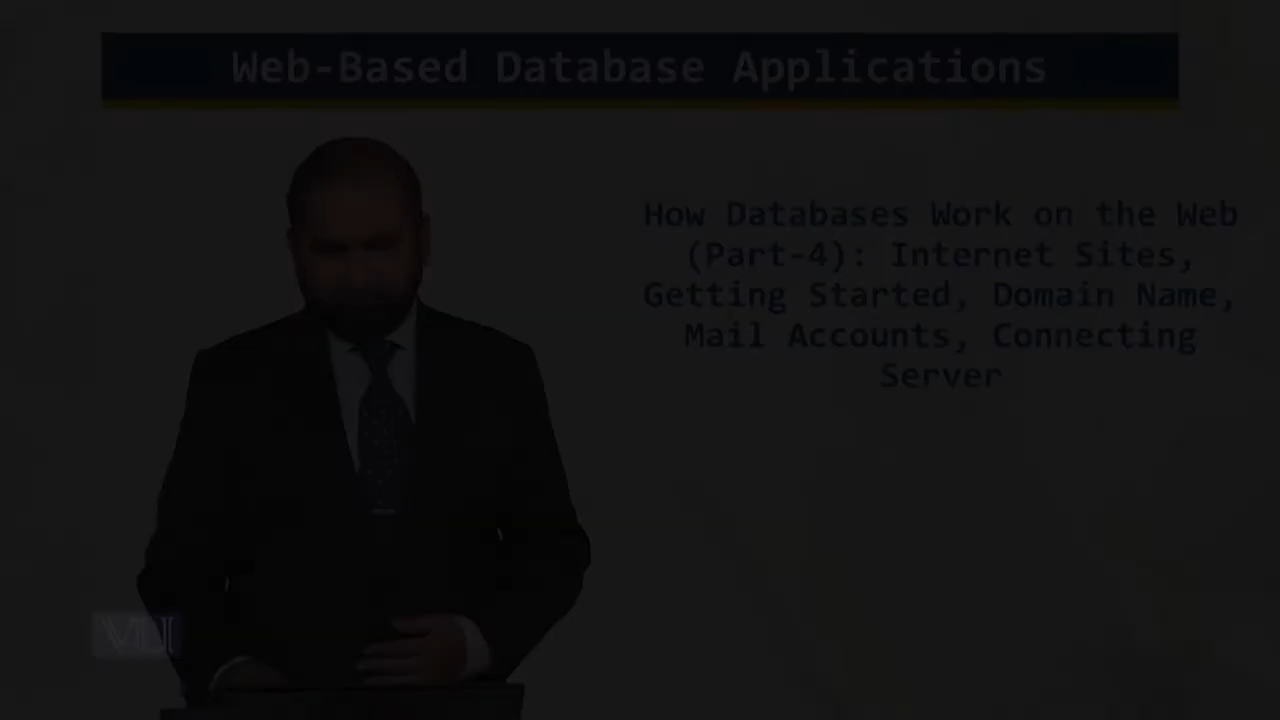 Web-Based Database Applications
How Databases Work on the Web
(Part-4): Internet Sites,
Getting Started, Domain Name,
Mail Accounts, Connecting
Server
VU